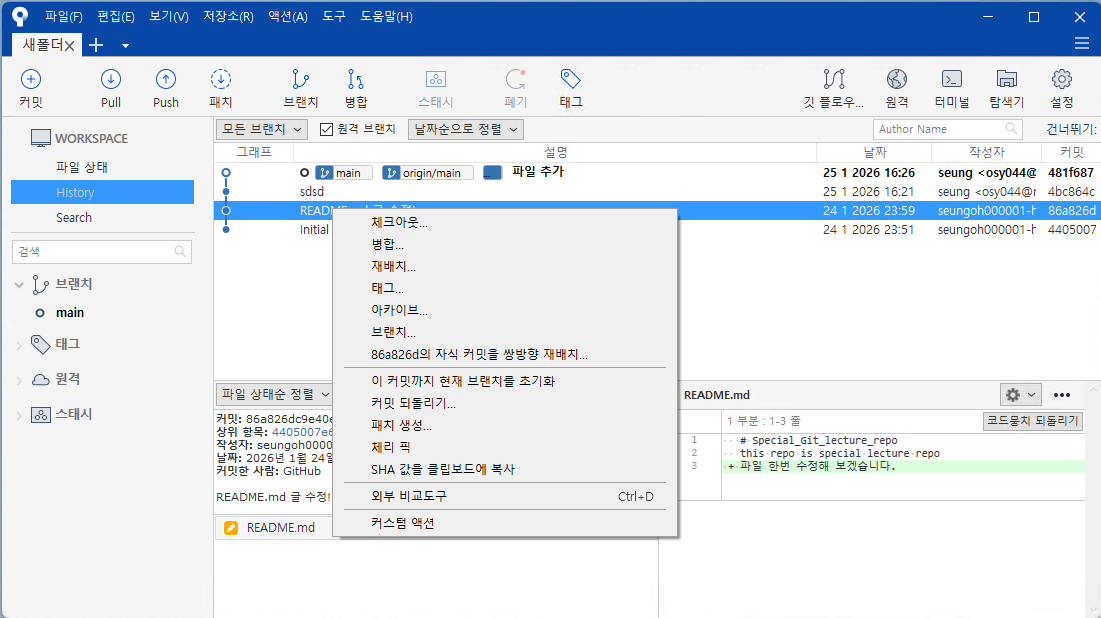 파일(F) 편집(E) 보기(V) 저장소(R) 액션(A) 도구 도움말(H)
새폴더
커밋 Pull Push 패치 브랜치 병합 스태시 폐기 태그 깃 플로우... 원격 터미널 탐색기 설정
WORKSPACE
파일 상태
History
Search
검색
브랜치
main
태그
원격
스태시
모든 브랜치 원격 브랜치 날짜순으로 정렬 Author Name 건너뛰기:
그래프 설명 날짜 작성자 커밋
main origin/main 파일 추가 25 1 2026 16:26 seung <osy044@ 481f687
sdsd 25 1 2026 16:21 seung <osy044@ 4bc864c
24 1 2026 23:59 seungoh000001-h 86a826d
Initial 24 1 2026 23:51 seungoh000001-h 4405007
체크아웃...
병합...
재배치...
태그...
아카이브...
브랜치...
86a826d의 자식 커밋을 쌍방향 재배치...
이 커밋까지 현재 브랜치를 초기화
커밋 되돌리기...
패치 생성...
체리 픽
SHA 값을 클립보드에 복사
외부 비교도구 Ctrl+D
커스텀 액션
파일 상태순 정렬
커밋: 86a826dc9e40e
상위 항목: 4405007e6
작성자: seungoh0000
날짜: 2026년 1월 24일
커밋한 사람: GitHub
README.md 글 수정!
README.md
README.md
1 부분 : 1-3 줄 코드뭉치 되돌리기
1 # Special_Git_lecture_repo
2 this repo is special lecture repo
3 + 파일 한번 수정해 보겠습니다.